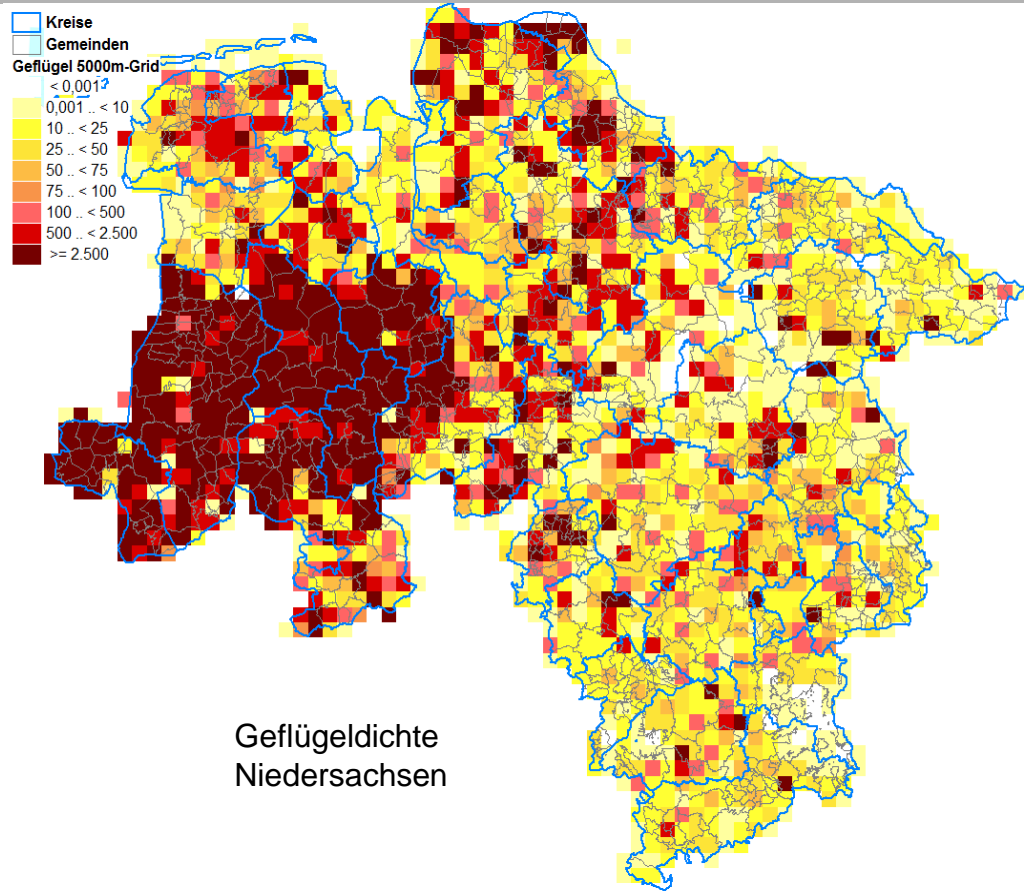 Kreise
Gemeinden
Geflügel 5000m-Grid
< 0,001
0,001 .. < 10
10 .. < 25
25 .. < 50
50 .. < 75
75 .. < 100
100 .. < 500
500 .. < 2.500
>= 2.500
Geflügeldichte
Niedersachsen